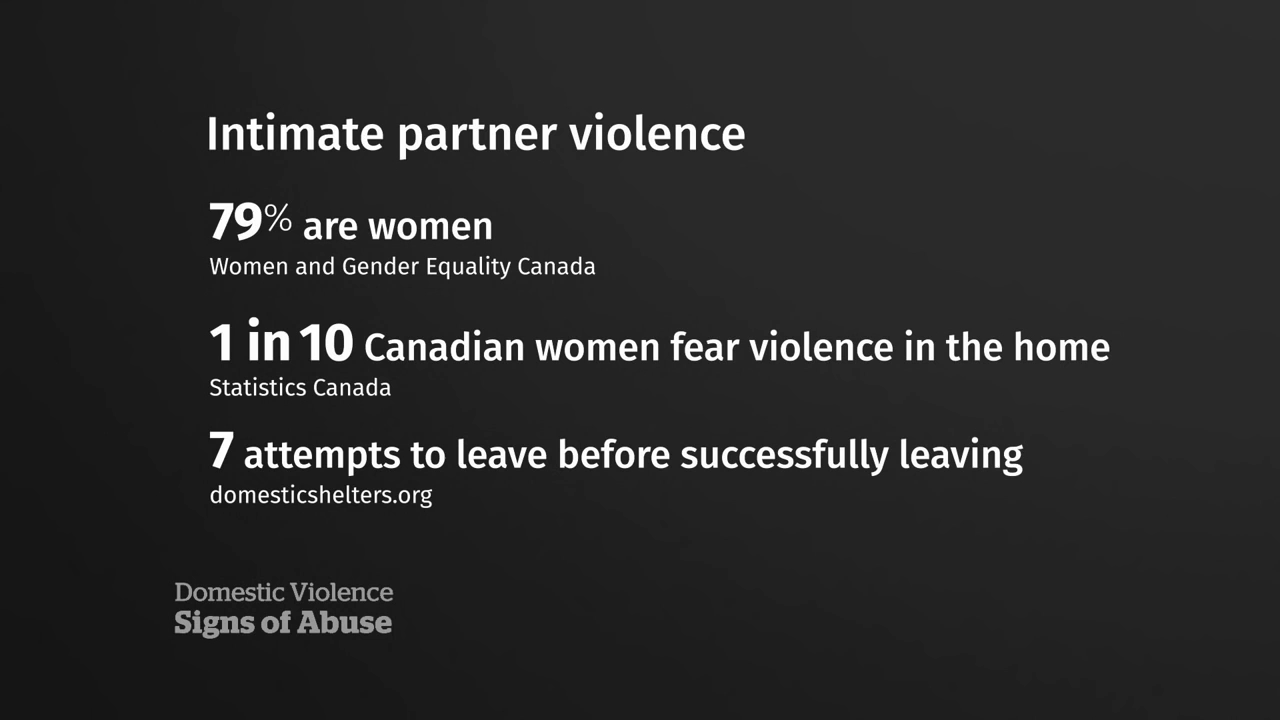 Intimate partner violence
79% are women
Women and Gender Equality Canada
1 in 10 Canadian women fear violence in the home
Statistics Canada
7 attempts to leave before successfully leaving
domesticshelters.org
Domestic Violence
Signs of Abuse